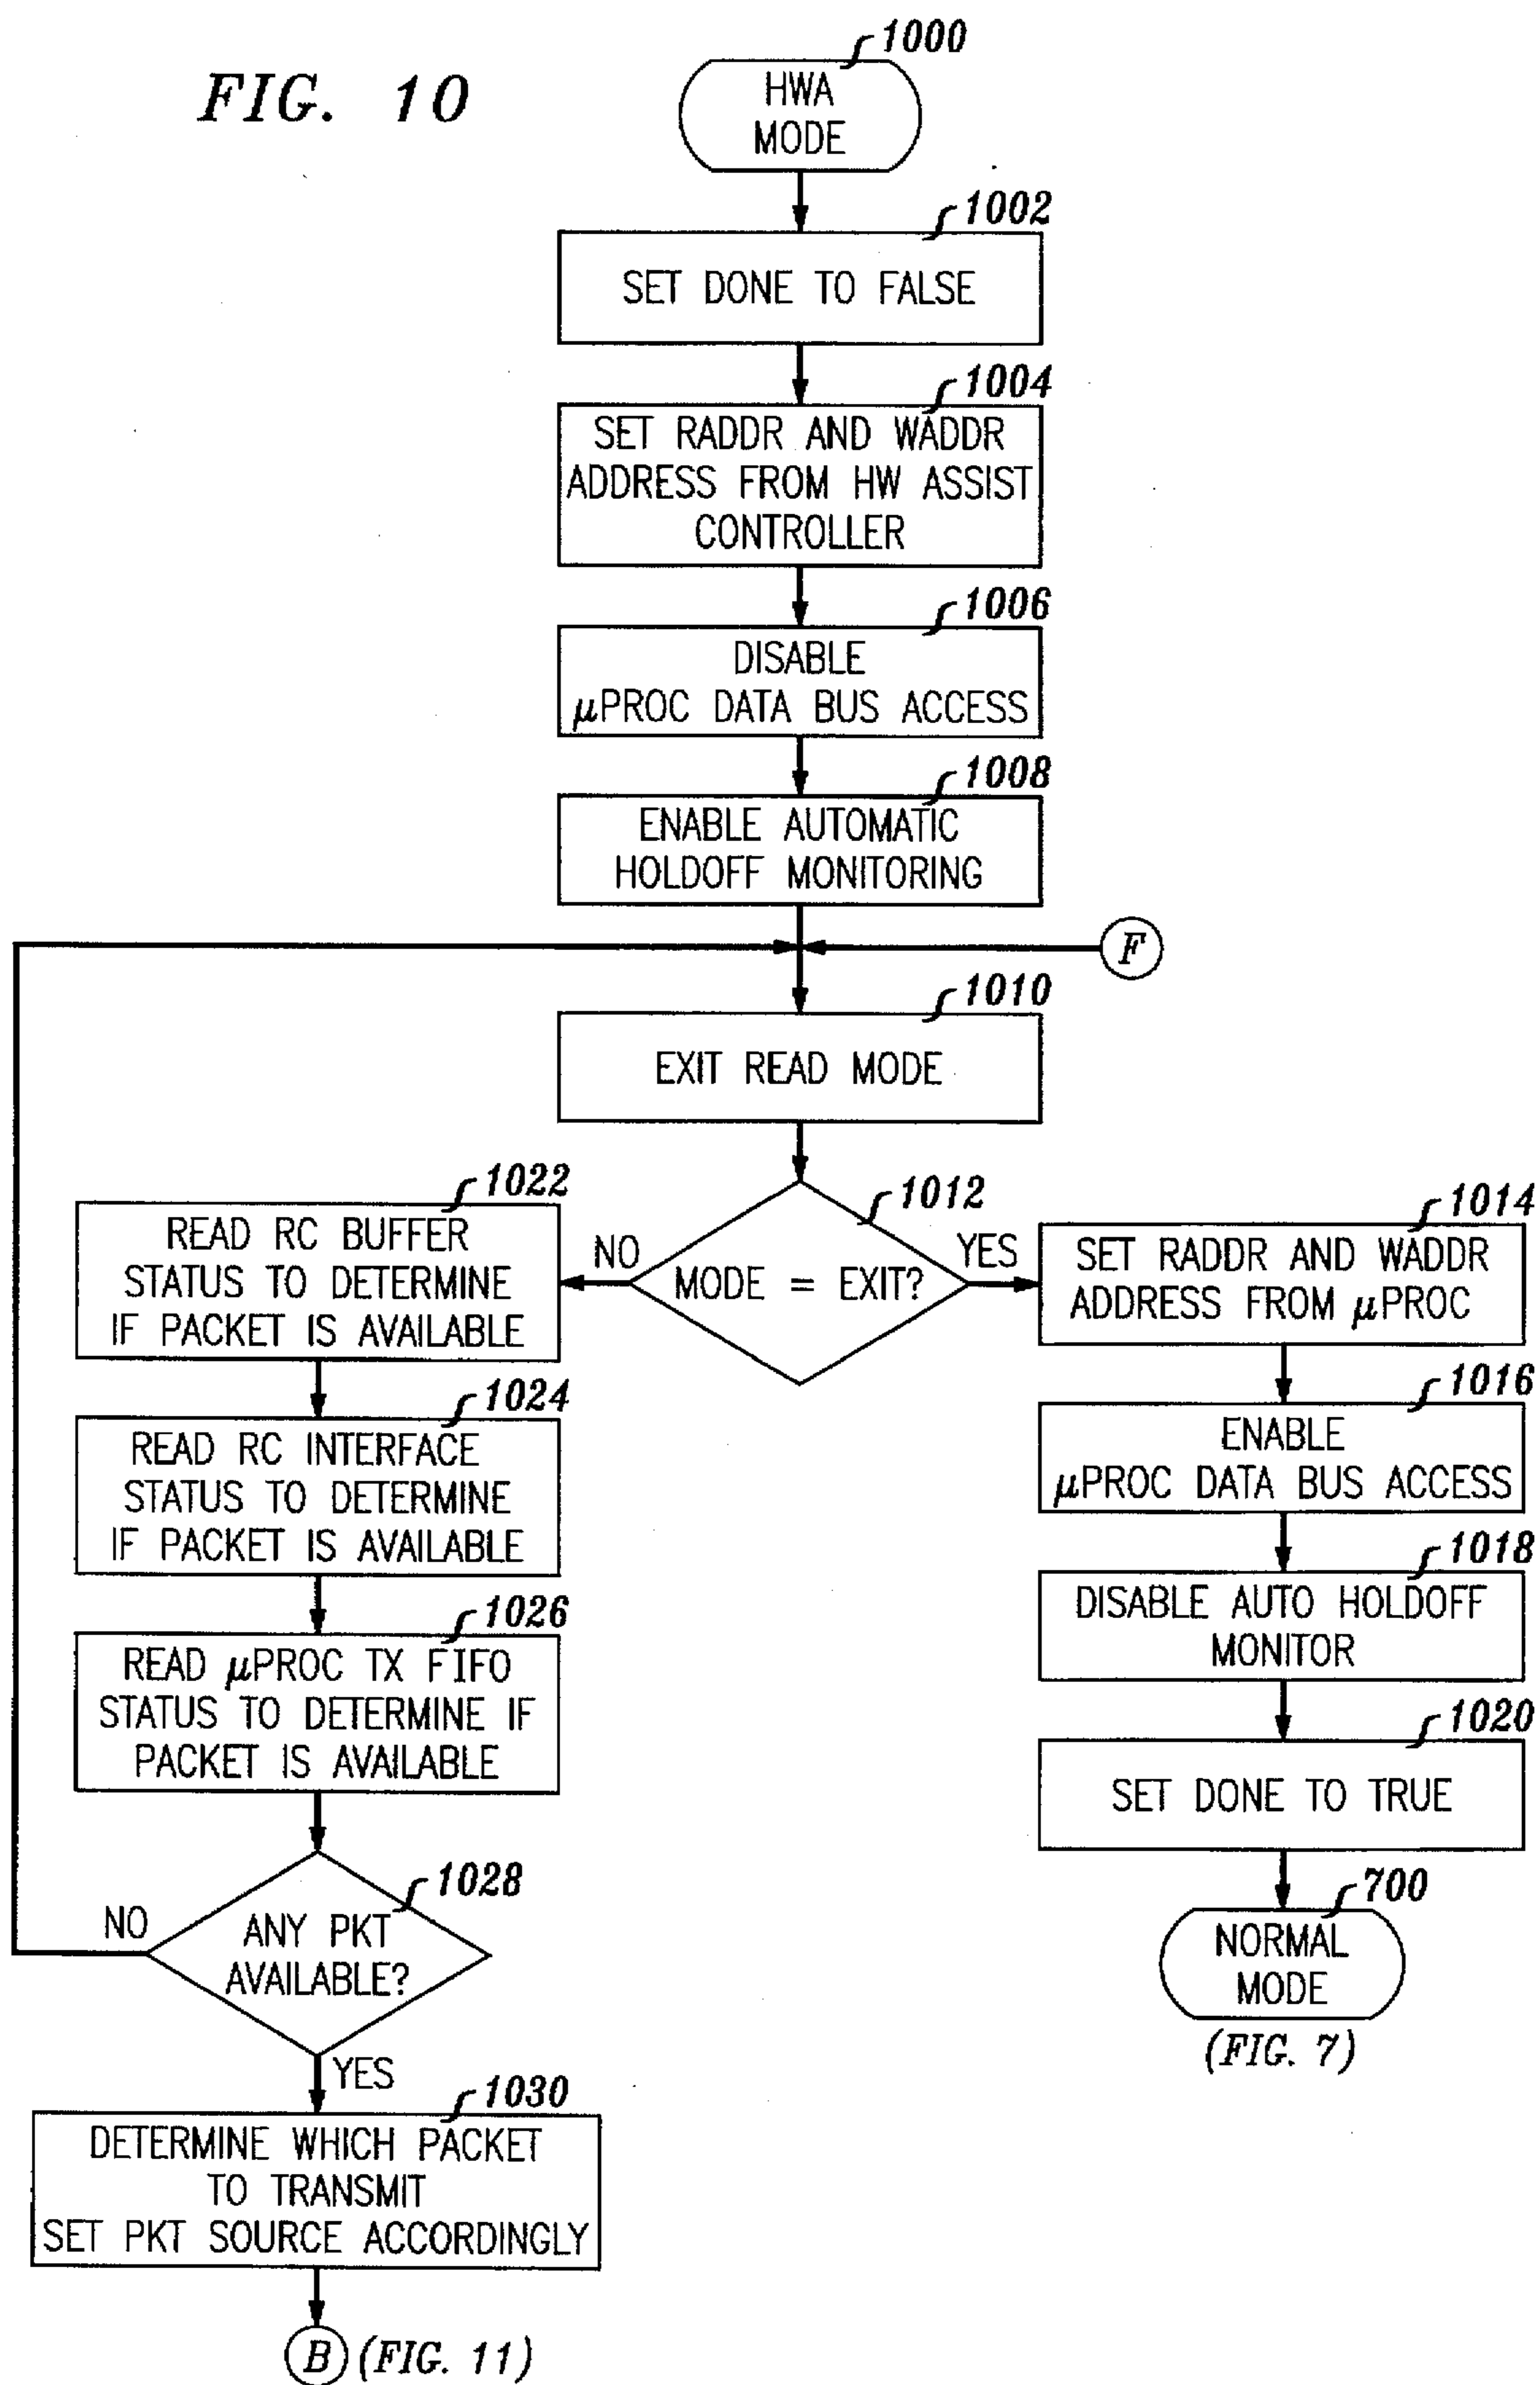 FIG. 10
1000
HWA
MODE
1002
SET DONE TO FALSE
1004
SET RADDR AND WADDR
ADDRESS FROM HW ASSIST
CONTROLLER
1006
DISABLE
μPROC DATA BUS ACCESS
1008
ENABLE AUTOMATIC
HOLDOFF MONITORING
F
1010
EXIT READ MODE
1012
MODE = EXIT?
NO
YES
1022
READ RC BUFFER
STATUS TO DETERMINE
IF PACKET IS AVAILABLE
1024
READ RC INTERFACE
STATUS TO DETERMINE
IF PACKET IS AVAILABLE
1026
READ μPROC TX FIFO
STATUS TO DETERMINE IF
PACKET IS AVAILABLE
1028
ANY PKT
AVAILABLE?
NO
YES
1030
DETERMINE WHICH PACKET
TO TRANSMIT
SET PKT SOURCE ACCORDINGLY
B (FIG. 11)
1014
SET RADDR AND WADDR
ADDRESS FROM μPROC
1016
ENABLE
μPROC DATA BUS ACCESS
1018
DISABLE AUTO HOLDOFF
MONITOR
1020
SET DONE TO TRUE
700
NORMAL
MODE
(FIG. 7)